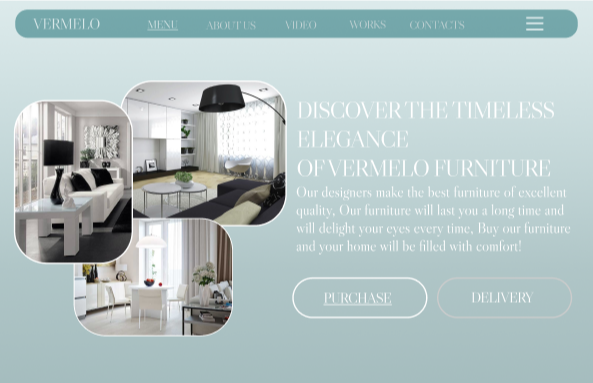 VERMELO MENU ABOUT US VIDEO WORKS CONTACTS
DISCOVER THE TIMELESS
ELEGANCE
OF VERMELO FURNITURE
Our designers make the best furniture of excellent
quality, Our furniture will last you a long time and
will delight your eyes every time, Buy our furniture
and your home will be filled with comfort!
PURCHASE DELIVERY